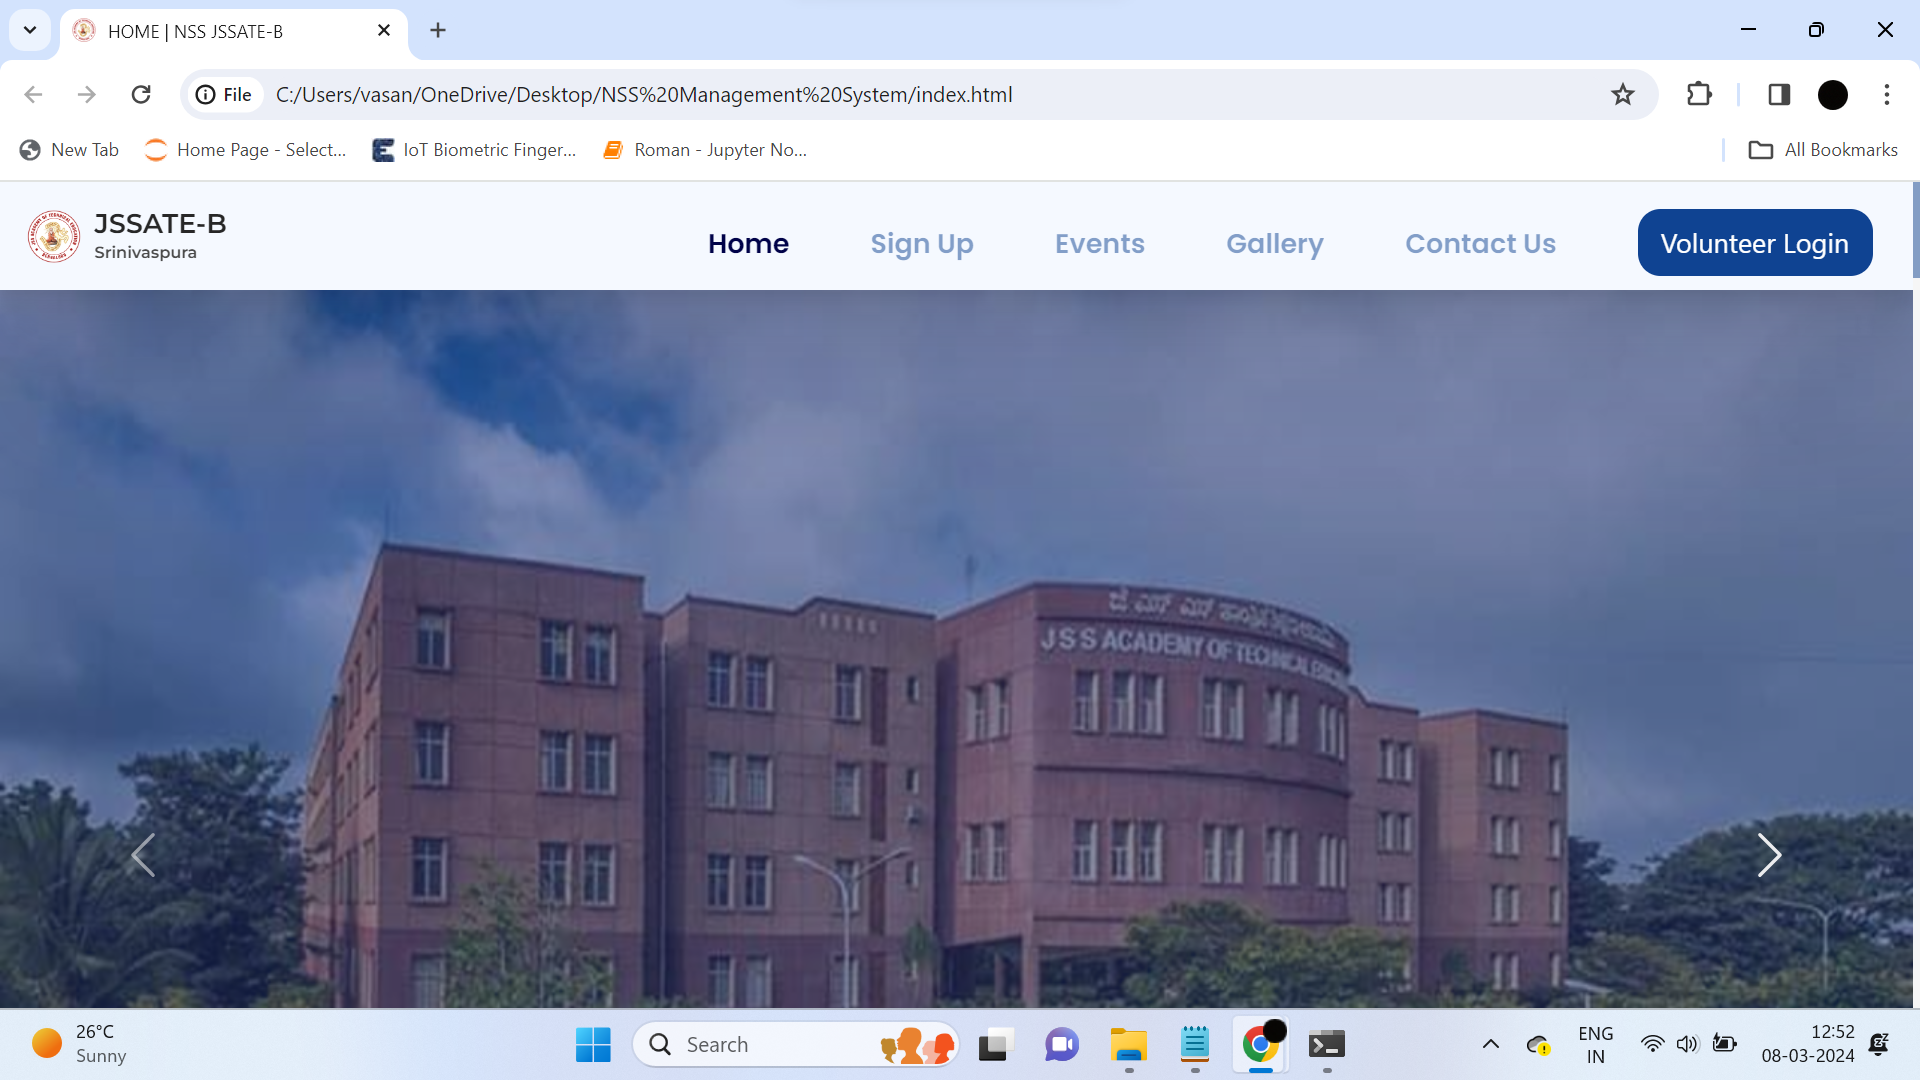 HOME | NSS JSSATE-B
File
C:/Users/vasan/OneDrive/Desktop/NSS%20Management%20System/index.html
New Tab
Home Page - Select...
IoT Biometric Finger...
Roman - Jupyter No...
All Bookmarks
JSSATE-B
Srinivaspura
Home
Sign Up
Events
Gallery
Contact Us
Volunteer Login
JSS ACADEMY OF TECHNICAL
26°C
Sunny
Search
ENG
IN
12:52
08-03-2024